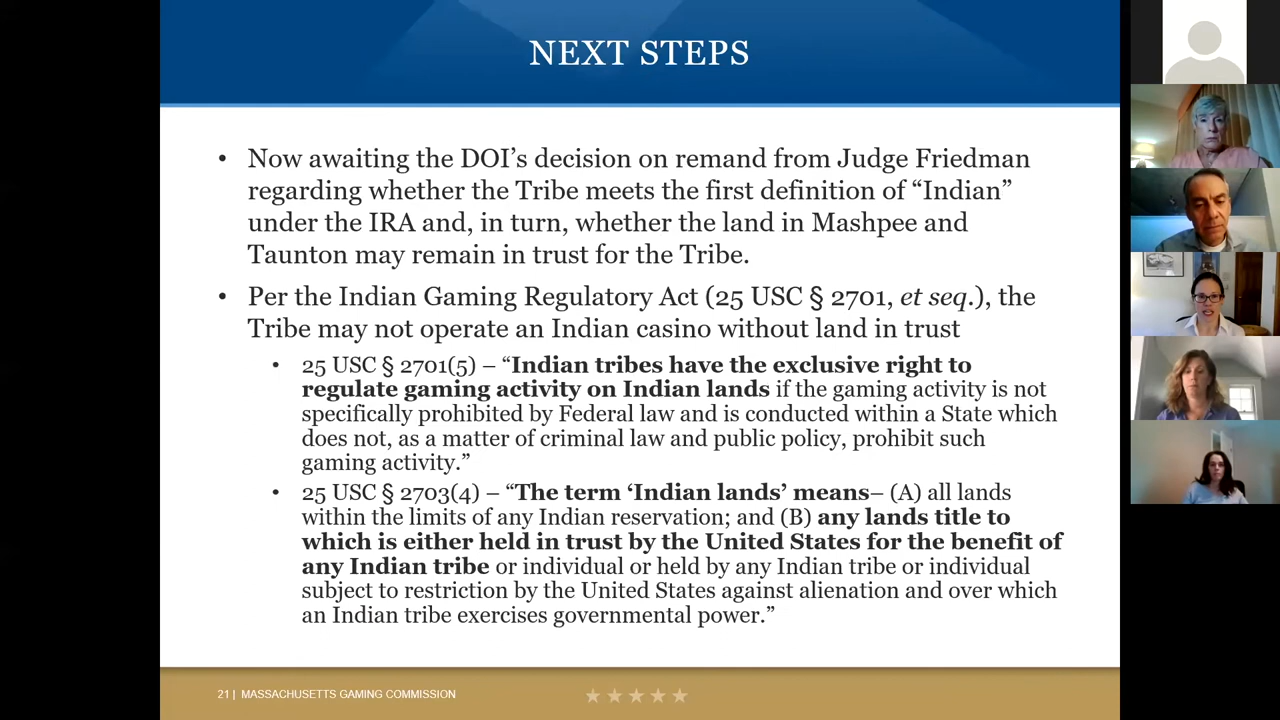 NEXT STEPS
• Now awaiting the DOI’s decision on remand from Judge Friedman
regarding whether the Tribe meets the first definition of “Indian”
under the IRA and, in turn, whether the land in Mashpee and
Taunton may remain in trust for the Tribe.
• Per the Indian Gaming Regulatory Act (25 USC § 2701, et seq.), the
Tribe may not operate an Indian casino without land in trust
• 25 USC § 2701(5) – “Indian tribes have the exclusive right to
regulate gaming activity on Indian lands if the gaming activity is not
specifically prohibited by Federal law and is conducted within a State which
does not, as a matter of criminal law and public policy, prohibit such
gaming activity.”
• 25 USC § 2703(4) – “The term ‘Indian lands’ means– (A) all lands
within the limits of any Indian reservation; and (B) any lands title to
which is either held in trust by the United States for the benefit of
any Indian tribe or individual or held by any Indian tribe or individual
subject to restriction by the United States against alienation and over which
an Indian tribe exercises governmental power.”
21 | MASSACHUSETTS GAMING COMMISSION